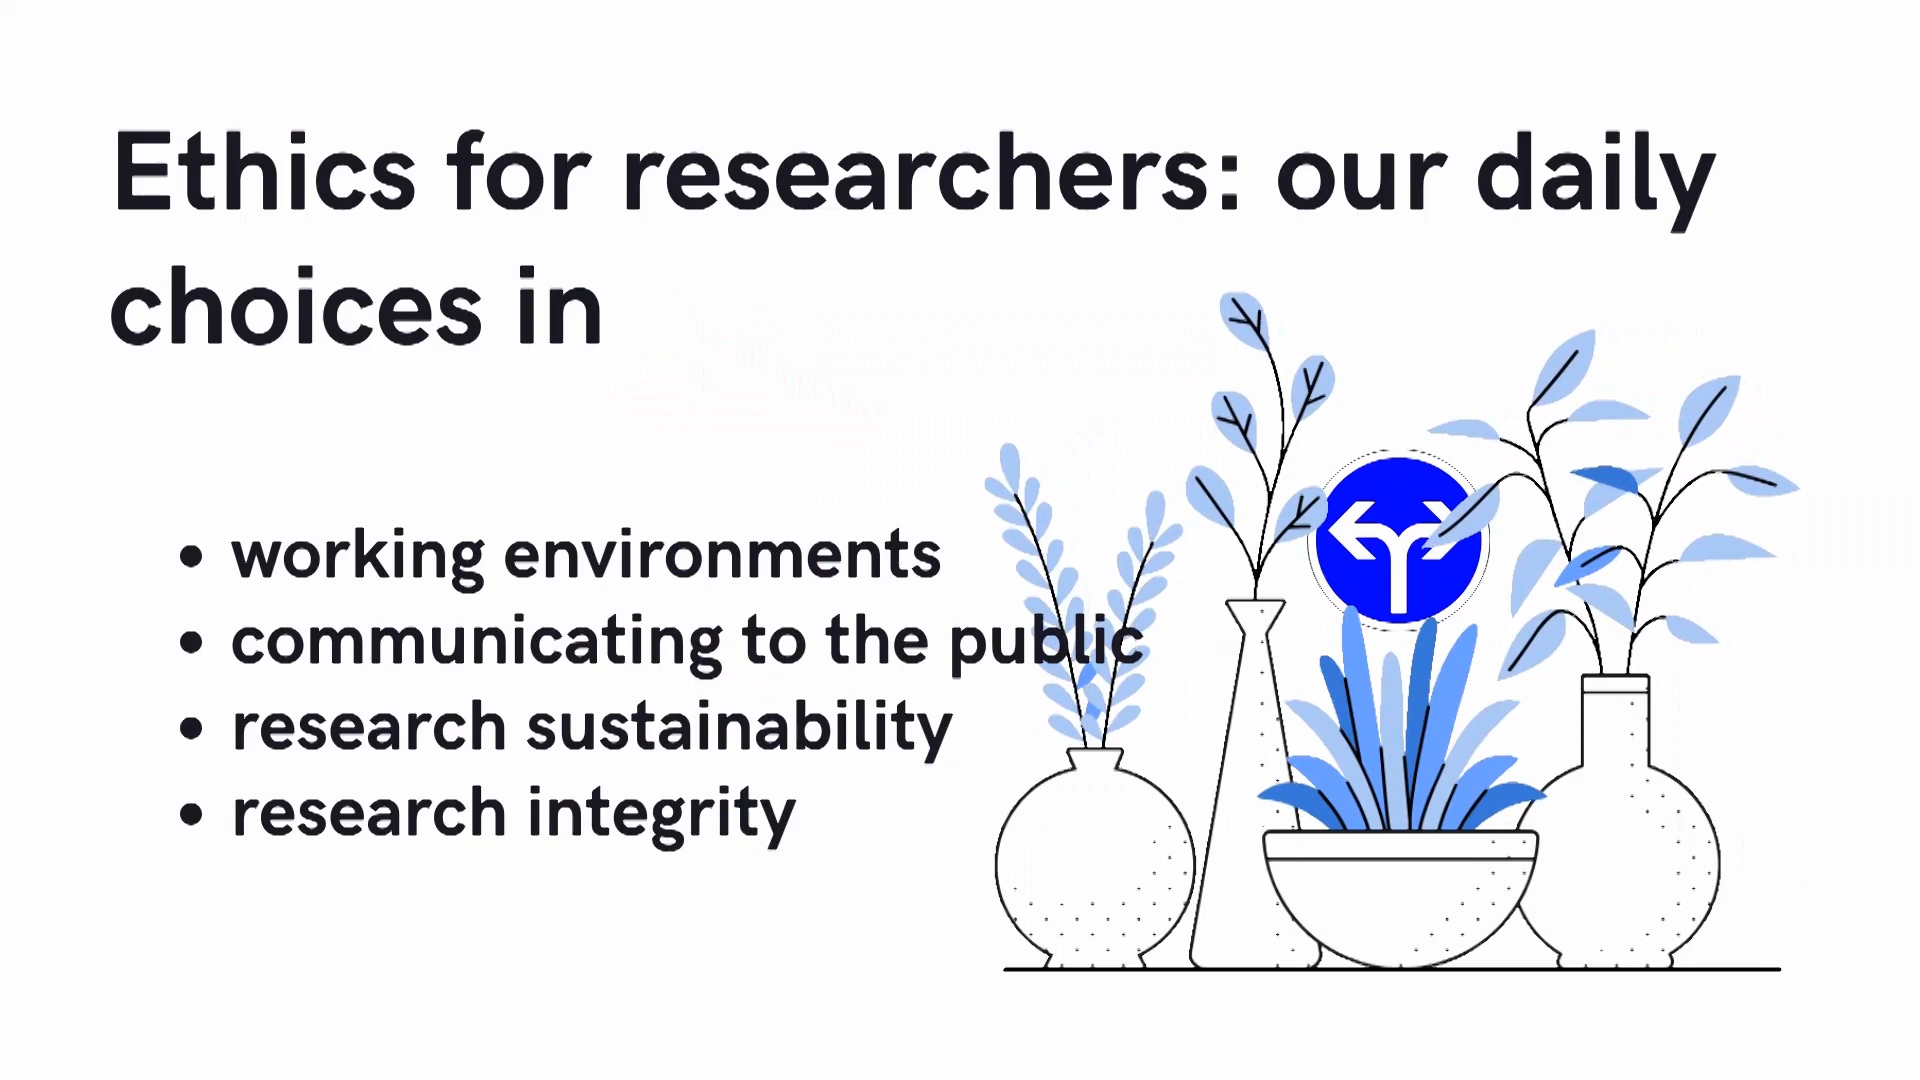 Ethics for researchers: our daily
choices in
• working environments
• communicating to the public
• research sustainability
• research integrity